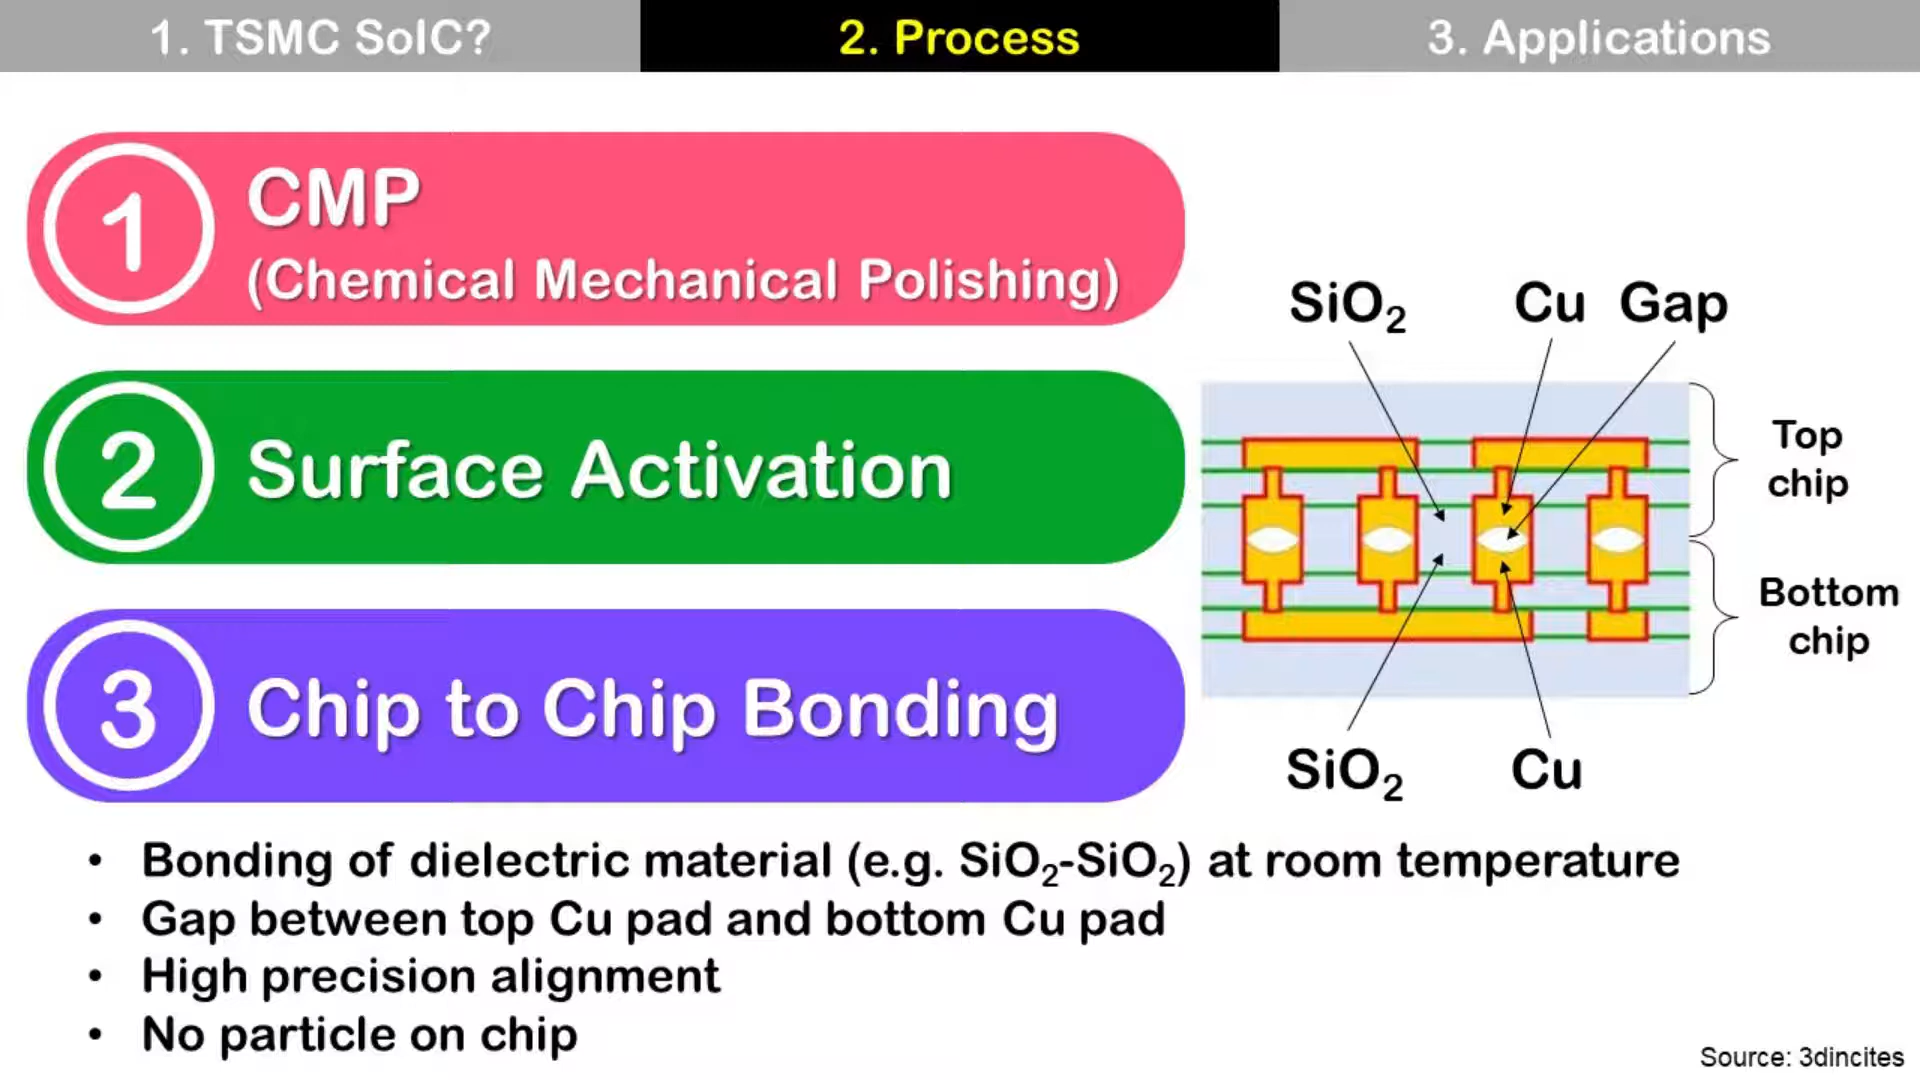 1. TSMC SoIC?
2. Process
3. Applications
1
CMP
(Chemical Mechanical Polishing)
2
Surface Activation
3
Chip to Chip Bonding
SiO₂
Cu
Gap
Top
chip
Bottom
chip
SiO₂
Cu
• Bonding of dielectric material (e.g. SiO₂-SiO₂) at room temperature
• Gap between top Cu pad and bottom Cu pad
• High precision alignment
• No particle on chip
Source: 3dincites